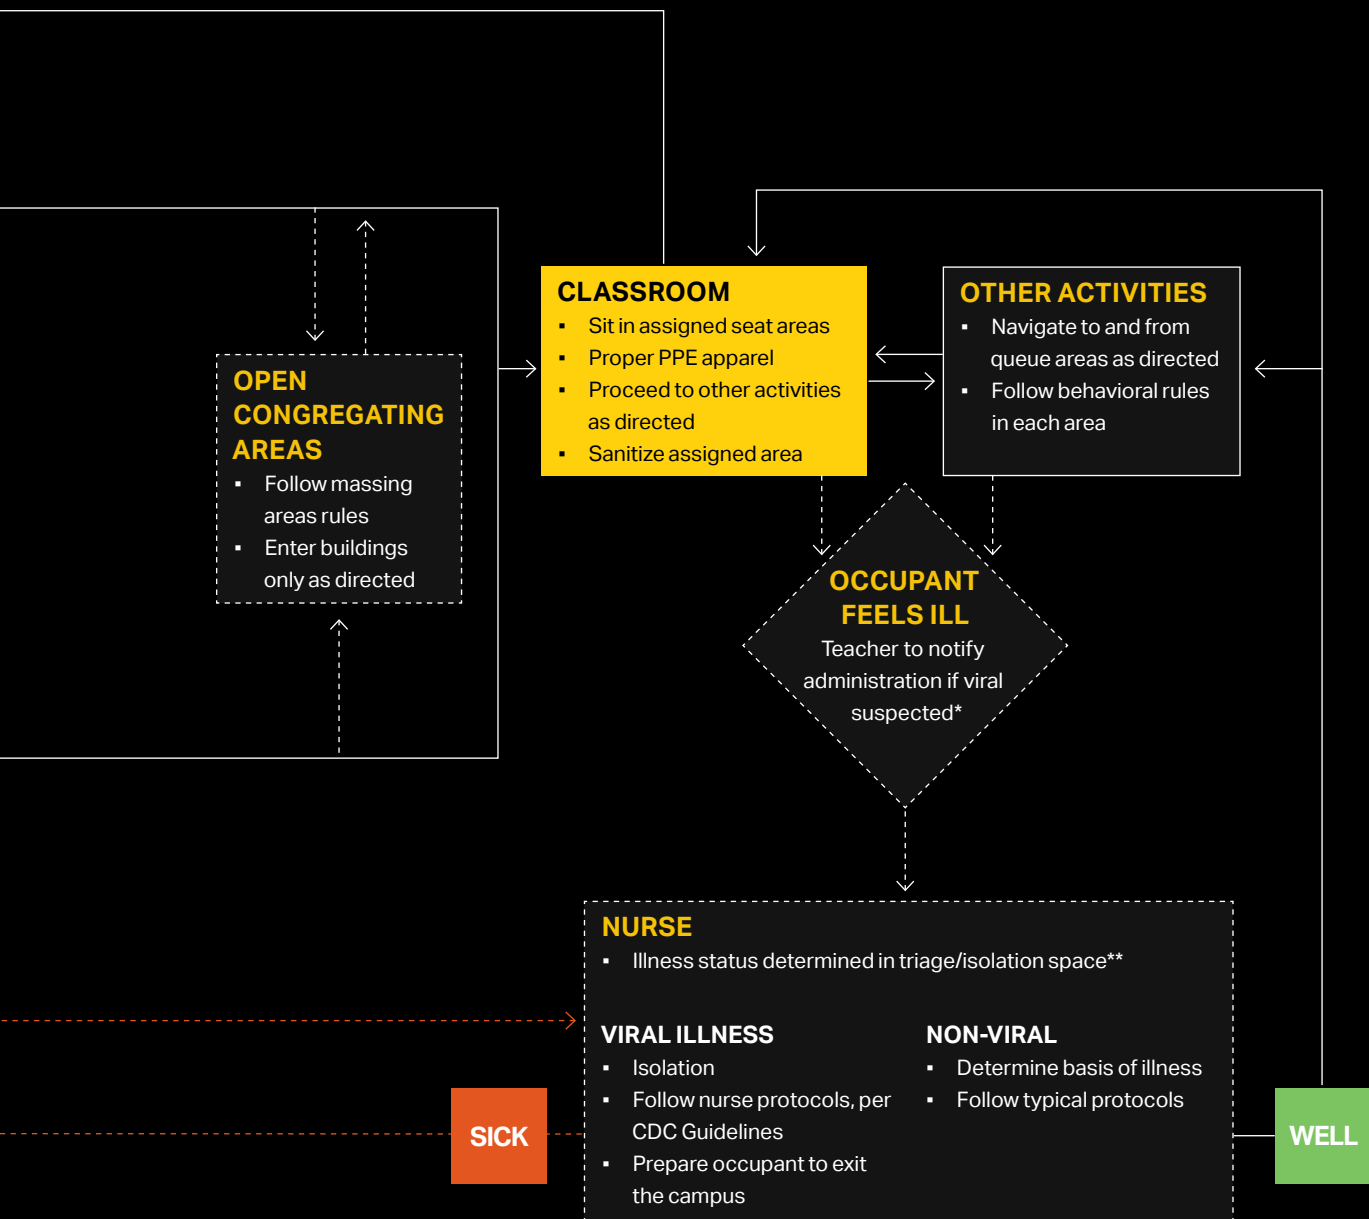 CLASSROOM
▪ Sit in assigned seat areas
▪ Proper PPE apparel
▪ Proceed to other activities
as directed
▪ Sanitize assigned area
OTHER ACTIVITIES
▪ Navigate to and from
queue areas as directed
▪ Follow behavioral rules
in each area
OPEN
CONGREGATING
AREAS
▪ Follow massing
areas rules
▪ Enter buildings
only as directed
OCCUPANT
FEELS ILL
Teacher to notify
administration if viral
suspected*
NURSE
▪ Illness status determined in triage/isolation space**
VIRAL ILLNESS
▪ Isolation
▪ Follow nurse protocols, per
CDC Guidelines
▪ Prepare occupant to exit
the campus
NON-VIRAL
▪ Determine basis of illness
▪ Follow typical protocols
SICK
WELL